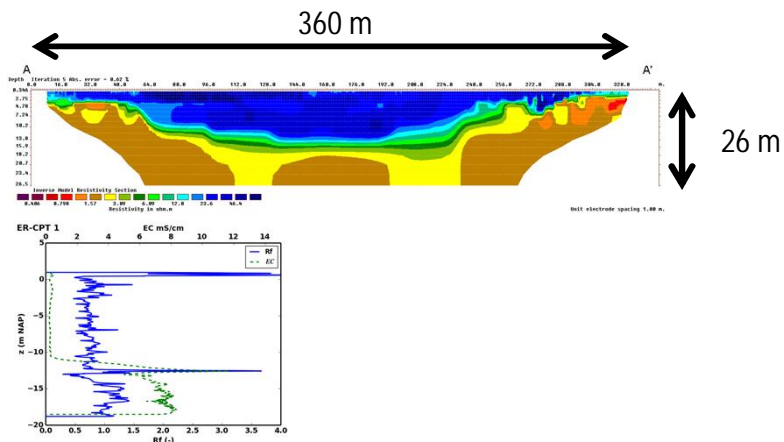 360 m
A A'
Depth Iteration 5 Abs. error = 0.62 %
0.0 16.0 32.0 48.0 64.0 80.0 96.0 112.0 128.0 144.0 160.0 176.0 192.0 208.0 224.0 240.0 256.0 272.0 288.0 304.0 320.0 m.
26 m
Inverse Model Resistivity Section
Resistivity in ohm.m
Unit electrode spacing 1.00 m.
ER-CPT 1 EC mS/cm
0 2 4 6 8 10 12 14
Rf
EC
5
0
−5
−10
−15
−20
z (m NAP)
0.0 0.5 1.0 1.5 2.0 2.5 3.0 3.5 4.0
Rf (-)